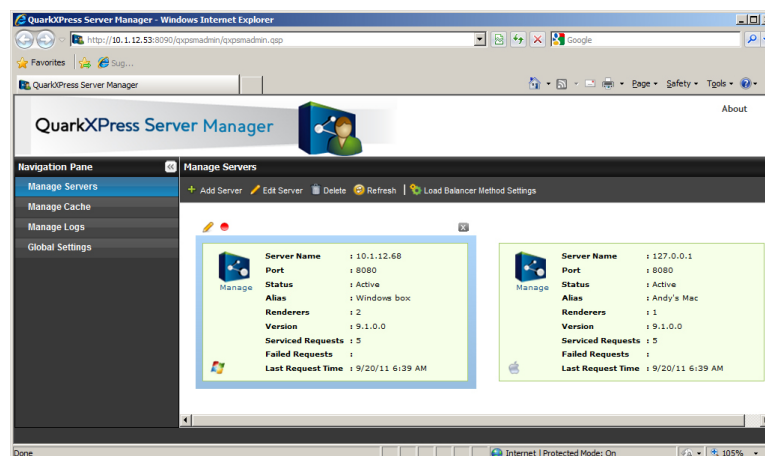 QuarkXPress Server Manager - Windows Internet Explorer
http://10.1.12.53:8090/qxpsmadmin/qxpsmadmin.qsp
Google
Favorites Sug...
QuarkXPress Server Manager
Page Safety Tools
About
QuarkXPress Server Manager
Navigation Pane
Manage Servers
Manage Cache
Manage Logs
Global Settings
Manage Servers
Add Server Edit Server Delete Refresh | Load Balancer Method Settings
Manage
Server Name : 10.1.12.68
Port : 8080
Status : Active
Alias : Windows box
Renderers : 2
Version : 9.1.0.0
Serviced Requests : 5
Failed Requests :
Last Request Time : 9/20/11 6:39 AM
Manage
Server Name : 127.0.0.1
Port : 8080
Status : Active
Alias : Andy's Mac
Renderers : 1
Version : 9.1.0.0
Serviced Requests : 5
Failed Requests :
Last Request Time : 9/20/11 6:39 AM
Done
Internet | Protected Mode: On
105%